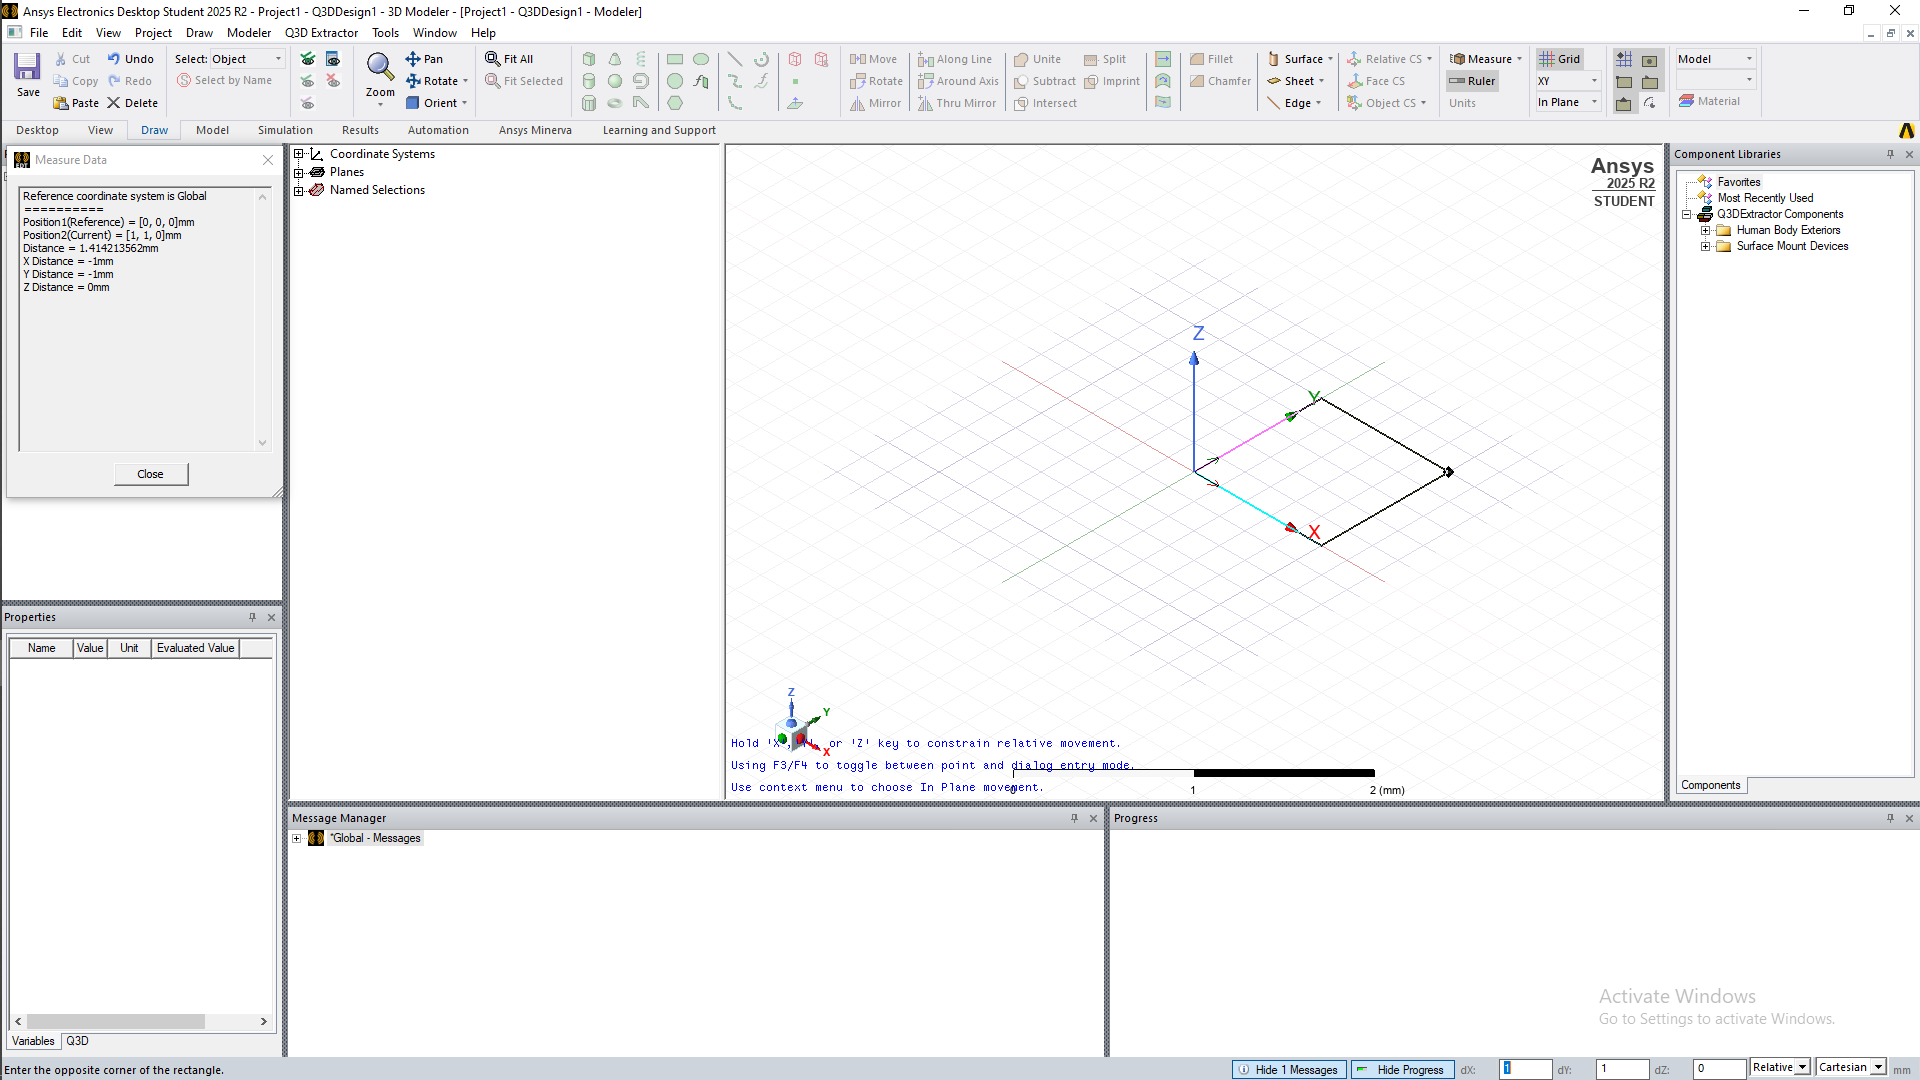 Ansys Electronics Desktop Student 2025 R2 - Project1 - Q3DDesign1 - 3D Modeler - [Project1 - Q3DDesign1 - Modeler]
File Edit View Project Draw Modeler Q3D Extractor Tools Window Help
Save
Cut
Copy
Paste
Undo
Redo
Delete
Select: Object
Select by Name
Zoom
Pan
Rotate
Orient
Fit All
Fit Selected
Move
Rotate
Mirror
Along Line
Around Axis
Thru Mirror
Unite
Subtract
Intersect
Split
Imprint
Fillet
Chamfer
Surface
Sheet
Edge
Relative CS
Face CS
Object CS
Measure
Ruler
Units
Grid
XY
In Plane
Model
Material
Desktop View Draw Model Simulation Results Automation Ansys Minerva Learning and Support
Measure Data
Reference coordinate system is Global
==========
Position1(Reference) = [0, 0, 0]mm
Position2(Current) = [1, 1, 0]mm
Distance = 1.414213562mm
X Distance = -1mm
Y Distance = -1mm
Z Distance = 0mm
Close
Properties
Name Value Unit Evaluated Value
Variables Q3D
Coordinate Systems
Planes
Named Selections
Ansys
2025 R2
STUDENT
Z
Y
X
Z
Y
X
Hold 'X', or 'Z' key to constrain relative movement.
Using F3/F4 to toggle between point and dialog entry mode.
Use context menu to choose In Plane movement.
0 1 2 (mm)
Component Libraries
Favorites
Most Recently Used
Q3DExtractor Components
Human Body Exteriors
Surface Mount Devices
Components
Message Manager
*Global - Messages
Progress
Activate Windows
Go to Settings to activate Windows.
Enter the opposite corner of the rectangle.
Hide 1 Messages
Hide Progress
dX: 1 dY: 1 dZ: 0 Relative Cartesian mm